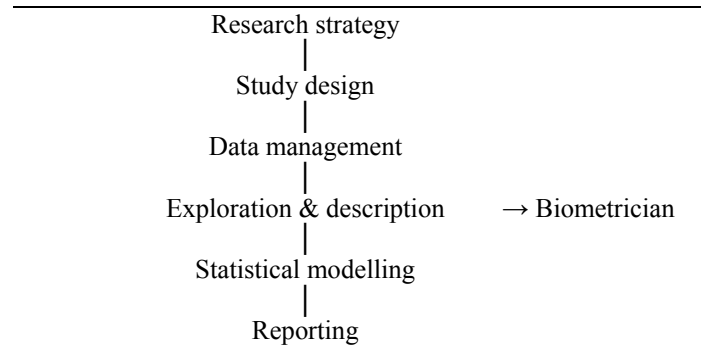 Research strategy
Study design
Data management
Exploration & description → Biometrician
Statistical modelling
Reporting